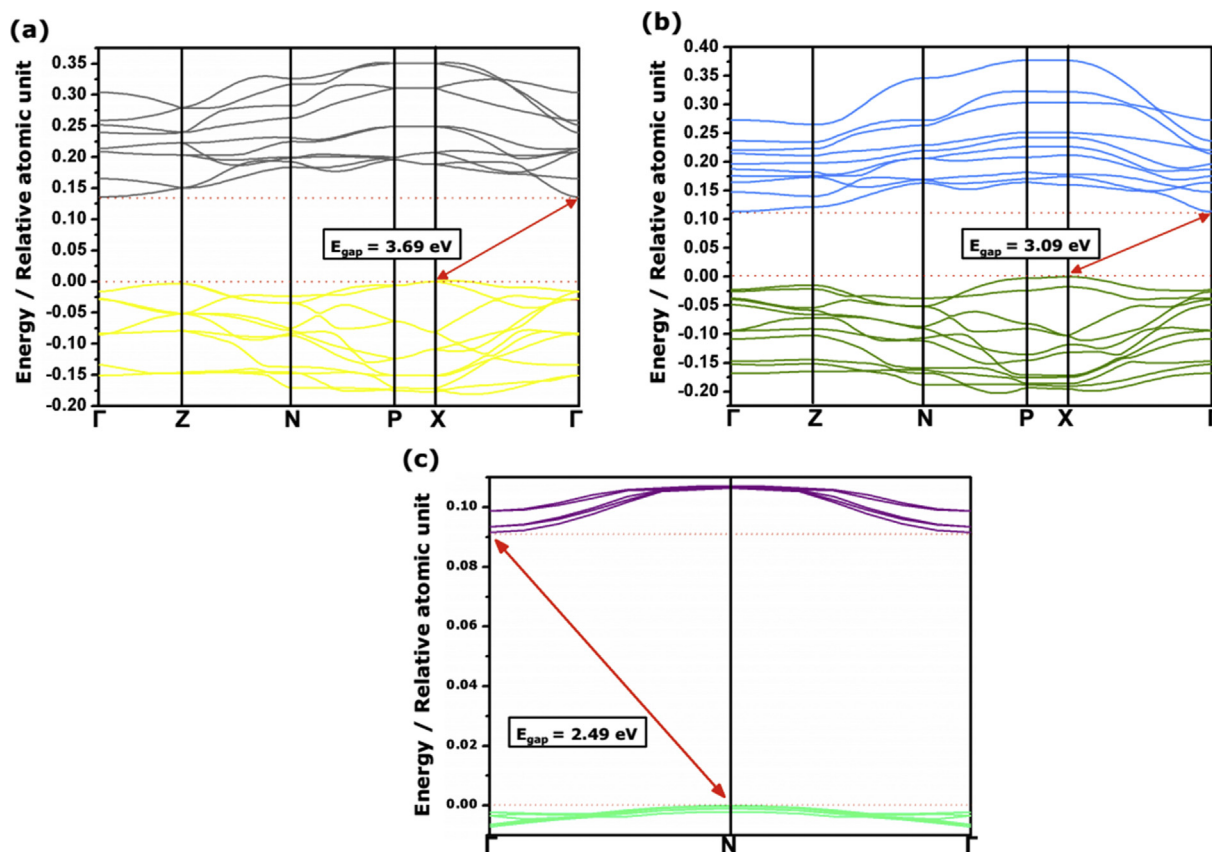 (a)
Energy / Relative atomic unit
0.35
0.30
0.25
0.20
0.15
0.10
0.05
0.00
-0.05
-0.10
-0.15
-0.20
E_gap = 3.69 eV
Γ Z N P X Γ
(b)
Energy / Relative atomic unit
0.40
0.35
0.30
0.25
0.20
0.15
0.10
0.05
0.00
-0.05
-0.10
-0.15
-0.20
E_gap = 3.09 eV
Γ Z N P X Γ
(c)
Energy / Relative atomic unit
0.10
0.08
0.06
0.04
0.02
0.00
E_gap = 2.49 eV
Γ N Γ